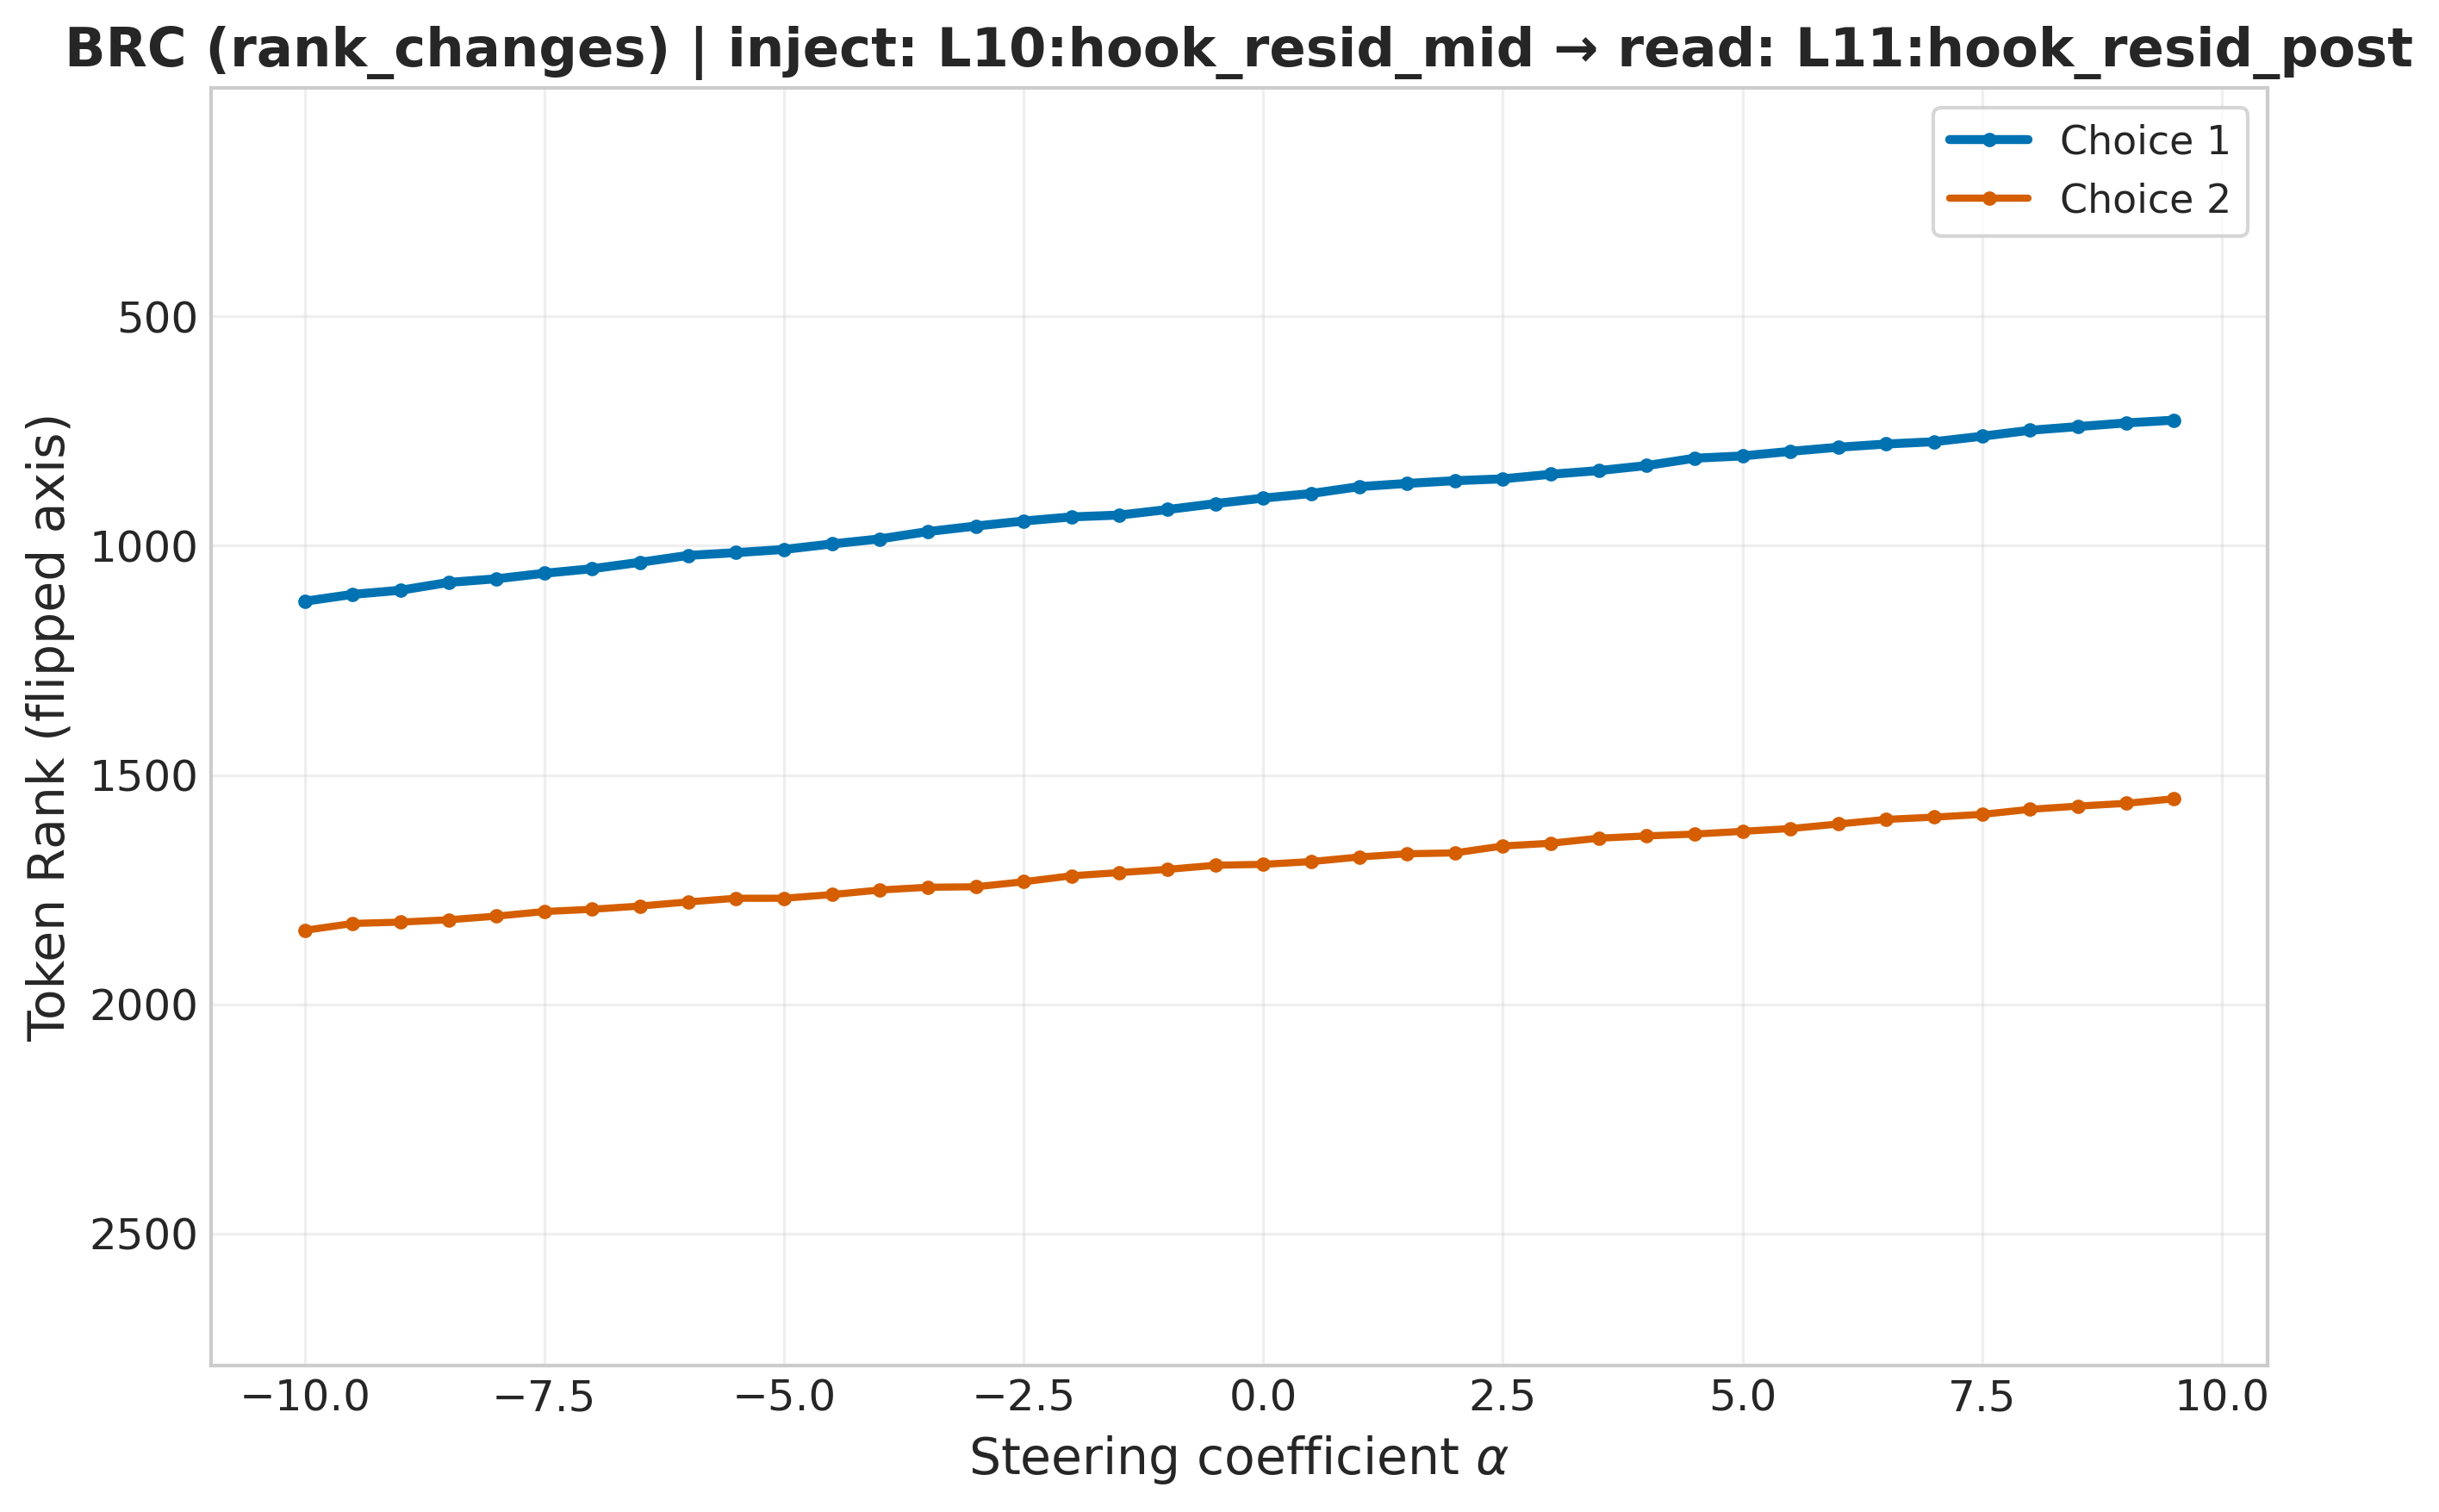 BRC (rank_changes) | inject: L10:hook_resid_mid → read: L11:hook_resid_post
Choice 1
Choice 2
Token Rank (flipped axis)
500
1000
1500
2000
2500
−10.0 −7.5 −5.0 −2.5 0.0 2.5 5.0 7.5 10.0
Steering coefficient α